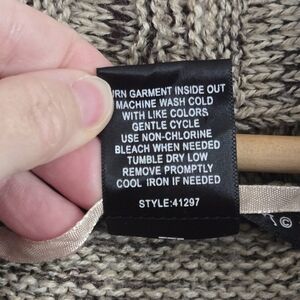 URN GARMENT INSIDE OUT
MACHINE WASH COLD
WITH LIKE COLORS
GENTLE CYCLE
USE NON-CHLORINE
BLEACH WHEN NEEDED
TUMBLE DRY LOW
REMOVE PROMPTLY
COOL IRON IF NEEDED
STYLE:41297
©